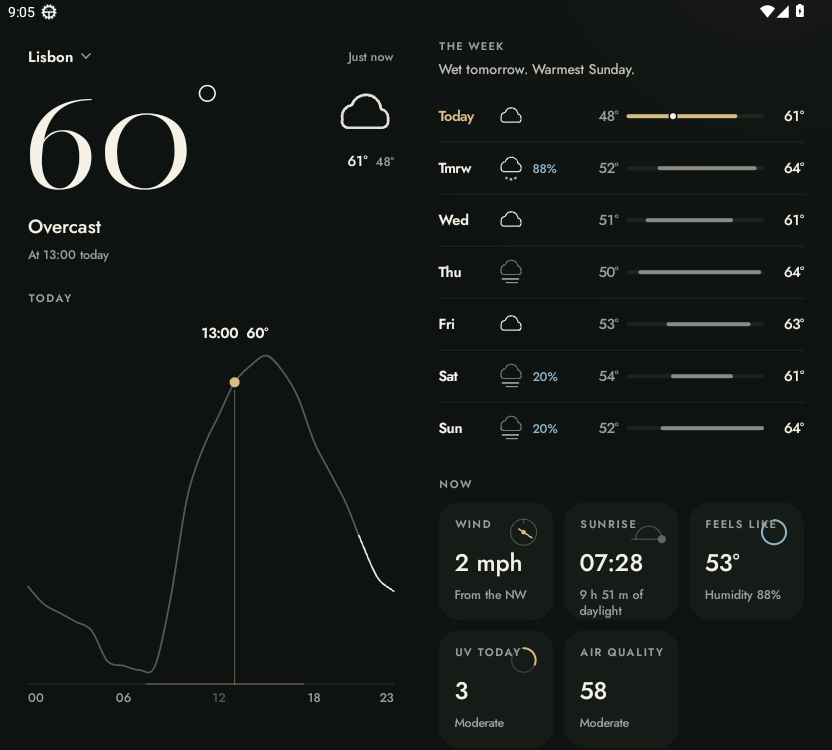 9:05
Lisbon
Just now
60°
61° 48°
Overcast
At 13:00 today
TODAY
13:00 60°
00 06 12 18 23
THE WEEK
Wet tomorrow. Warmest Sunday.
Today 48° 61°
Tmrw 88% 52° 64°
Wed 51° 61°
Thu 50° 64°
Fri 53° 63°
Sat 20% 54° 61°
Sun 20% 52° 64°
NOW
WIND
2 mph
From the NW
SUNRISE
07:28
9 h 51 m of
daylight
FEELS LIKE
53°
Humidity 88%
UV TODAY
3
Moderate
AIR QUALITY
58
Moderate